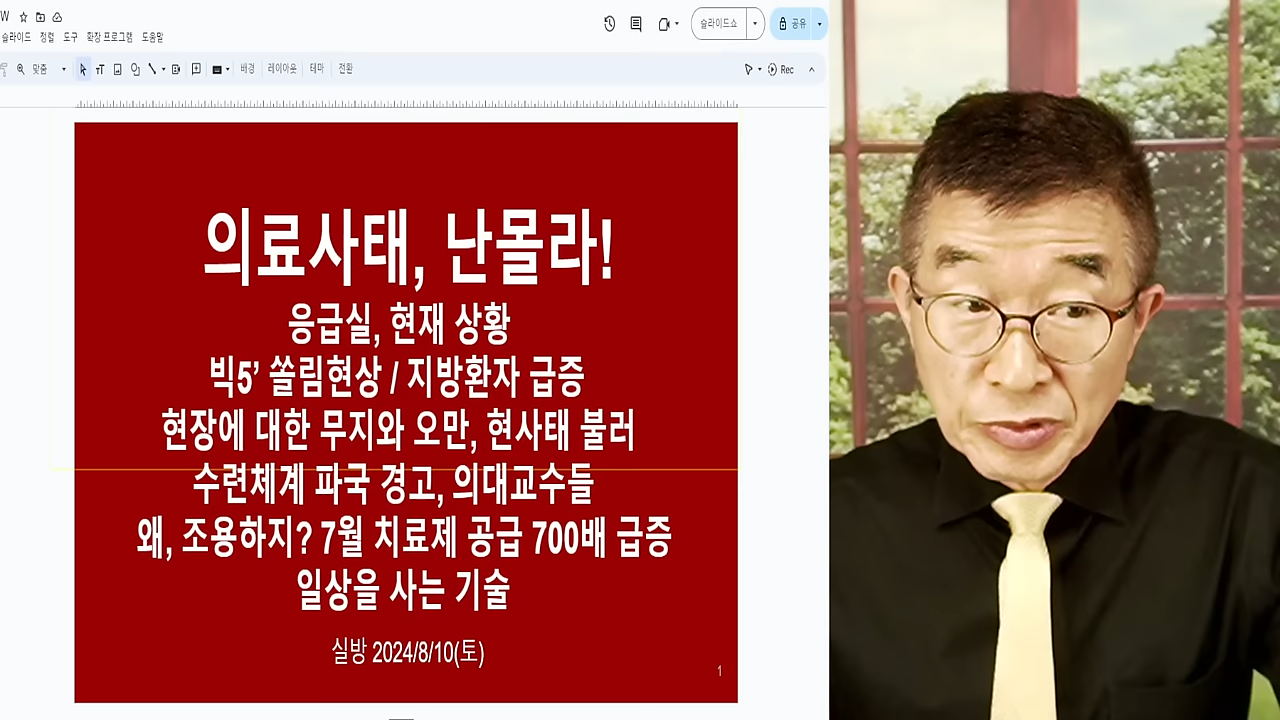 W
슬라이드 정렬 도구 확장 프로그램 도움말
슬라이드쇼
공유
맞춤
배경 레이아웃 테마 전환
Rec
의료사태, 난몰라!
응급실, 현재 상황
빅5’ 쏠림현상 / 지방환자 급증
현장에 대한 무지와 오만, 현사태 불러
수련체계 파국 경고, 의대교수들
왜, 조용하지? 7월 치료제 공급 700배 급증
일상을 사는 기술
실방 2024/8/10(토)
1